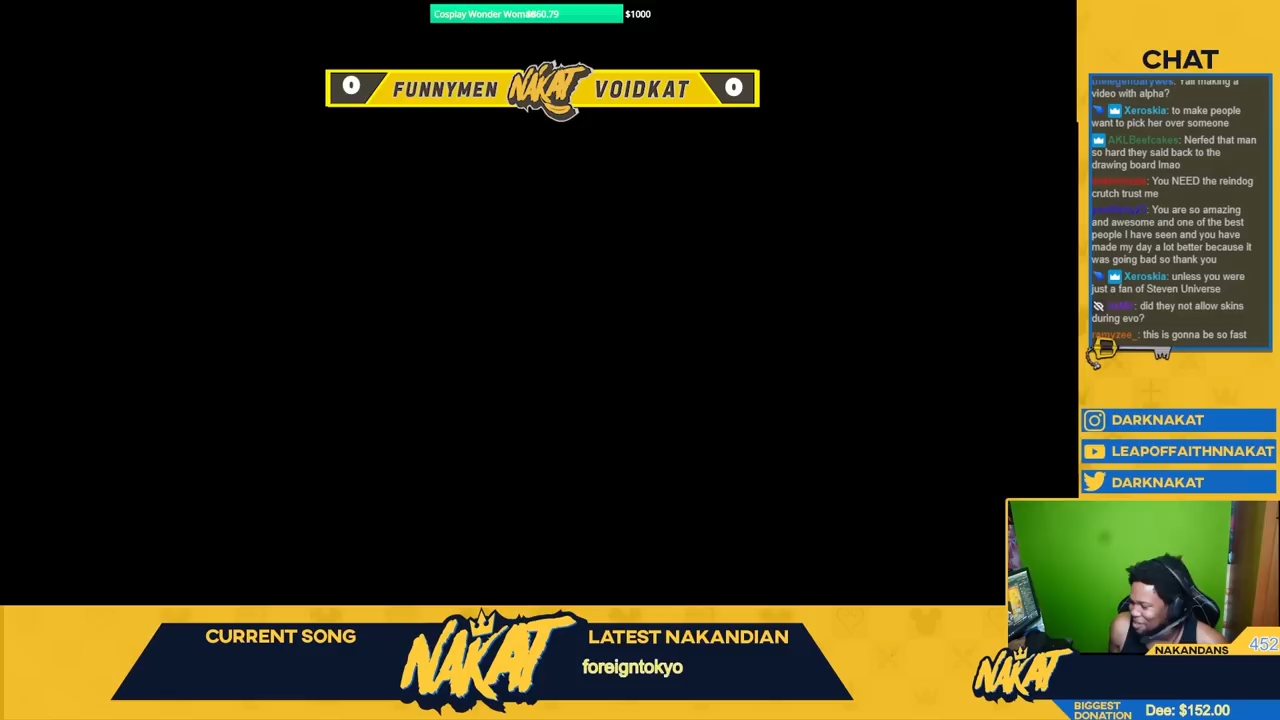 Cosplay Wonder Woma
$1000
0 FUNNYMEN NAKAT VOIDKAT 0
CHAT
Yall making a
video with alpha?
Xeroskia: to make people
want to pick her over someone
AKLBeefcakes: Nerfed that man
so hard they said back to the
drawing board lmao
: You NEED the reindog
crutch trust me
: You are so amazing
and awesome and one of the best
people I have seen and you have
made my day a lot better because it
was going bad so thank you
Xeroskia: unless you were
just a fan of Steven Universe
: did they not allow skins
during evo?
ramyzee_: this is gonna be so fast
DARKNAKAT
LEAPOFFAITHNNAKAT
DARKNAKAT
CURRENT SONG
NAKAT
LATEST NAKANDIAN
foreigntokyo
NAKANDANS
452
NAKAT
BIGGEST
DONATION
Dee: $152.00